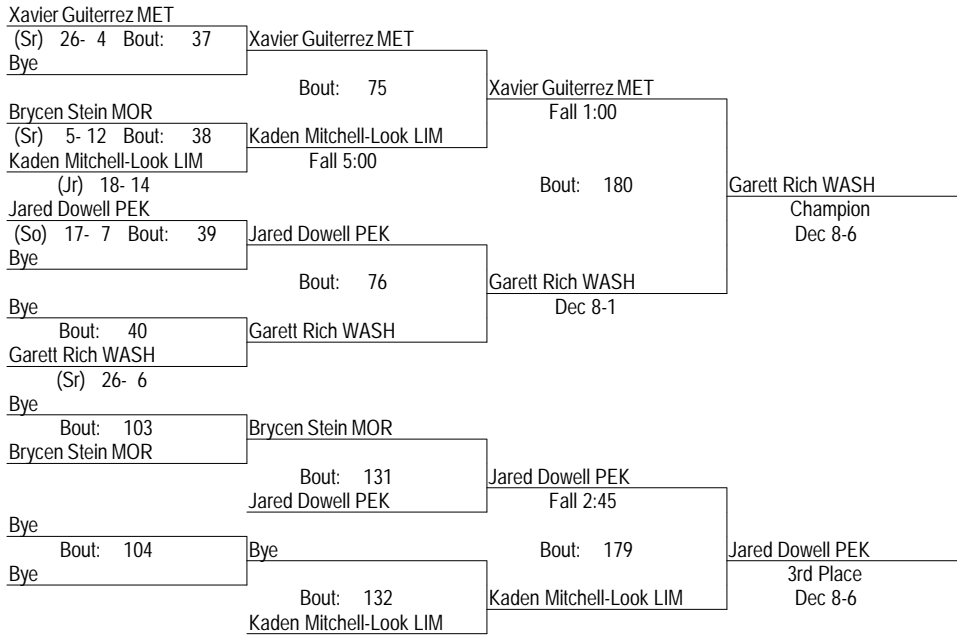 Xavier Guiterrez MET
(Sr) 26- 4 Bout: 37 Xavier Guiterrez MET
Bye
Bout: 75 Xavier Guiterrez MET
Brycen Stein MOR Fall 1:00
(Sr) 5- 12 Bout: 38 Kaden Mitchell-Look LIM
Kaden Mitchell-Look LIM Fall 5:00
(Jr) 18- 14 Bout: 180 Garett Rich WASH
Jared Dowell PEK Champion
(So) 17- 7 Bout: 39 Jared Dowell PEK Dec 8-6
Bye
Bout: 76 Garett Rich WASH
Bye Dec 8-1
Bout: 40 Garett Rich WASH
Garett Rich WASH
(Sr) 26- 6
Bye
Bout: 103 Brycen Stein MOR
Brycen Stein MOR
Bout: 131 Jared Dowell PEK
Jared Dowell PEK Fall 2:45
Bye
Bout: 104 Bye Bout: 179 Jared Dowell PEK
Bye 3rd Place
Bout: 132 Kaden Mitchell-Look LIM Dec 8-6
Kaden Mitchell-Look LIM